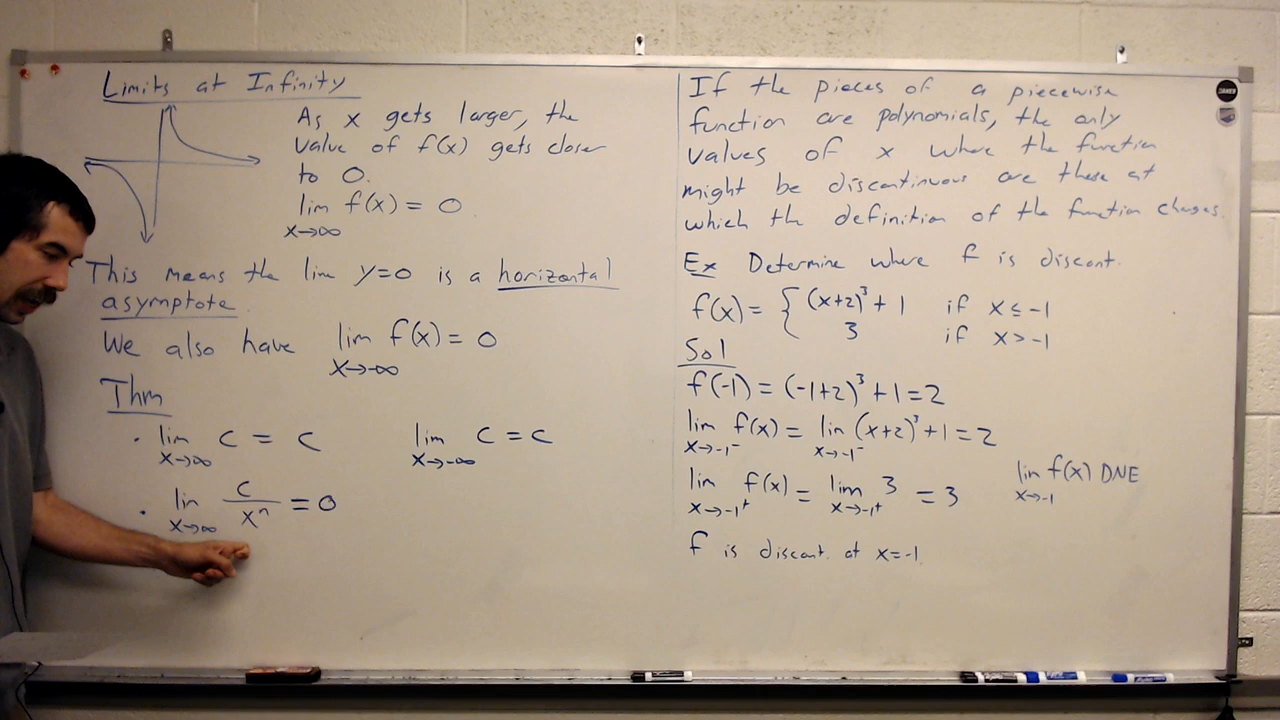 Limits at Infinity
As x gets larger, the
value of f(x) gets closer
to 0.
lim f(x) = 0
x→∞
This means the line y=0 is a horizontal
asymptote.
We also have lim f(x) = 0
x→-∞
Thm
· lim c = c lim c = c
x→∞ x→-∞
· lim c/xⁿ = 0
x→∞
If the pieces of a piecewise
function are polynomials, the only
values of x where the function
might be discontinuous are those at
which the definition of the function changes.
Ex Determine where f is discont.
f(x) = { (x+2)³ + 1 if x ≤ -1
3 if x > -1
Sol
f(-1) = (-1+2)³ + 1 = 2
lim f(x) = lim (x+2)³ + 1 = 2
x→-1⁻ x→-1⁻
lim f(x) = lim 3 = 3
x→-1⁺ x→-1⁺
lim f(x) DNE
x→-1
f is discont. at x=-1